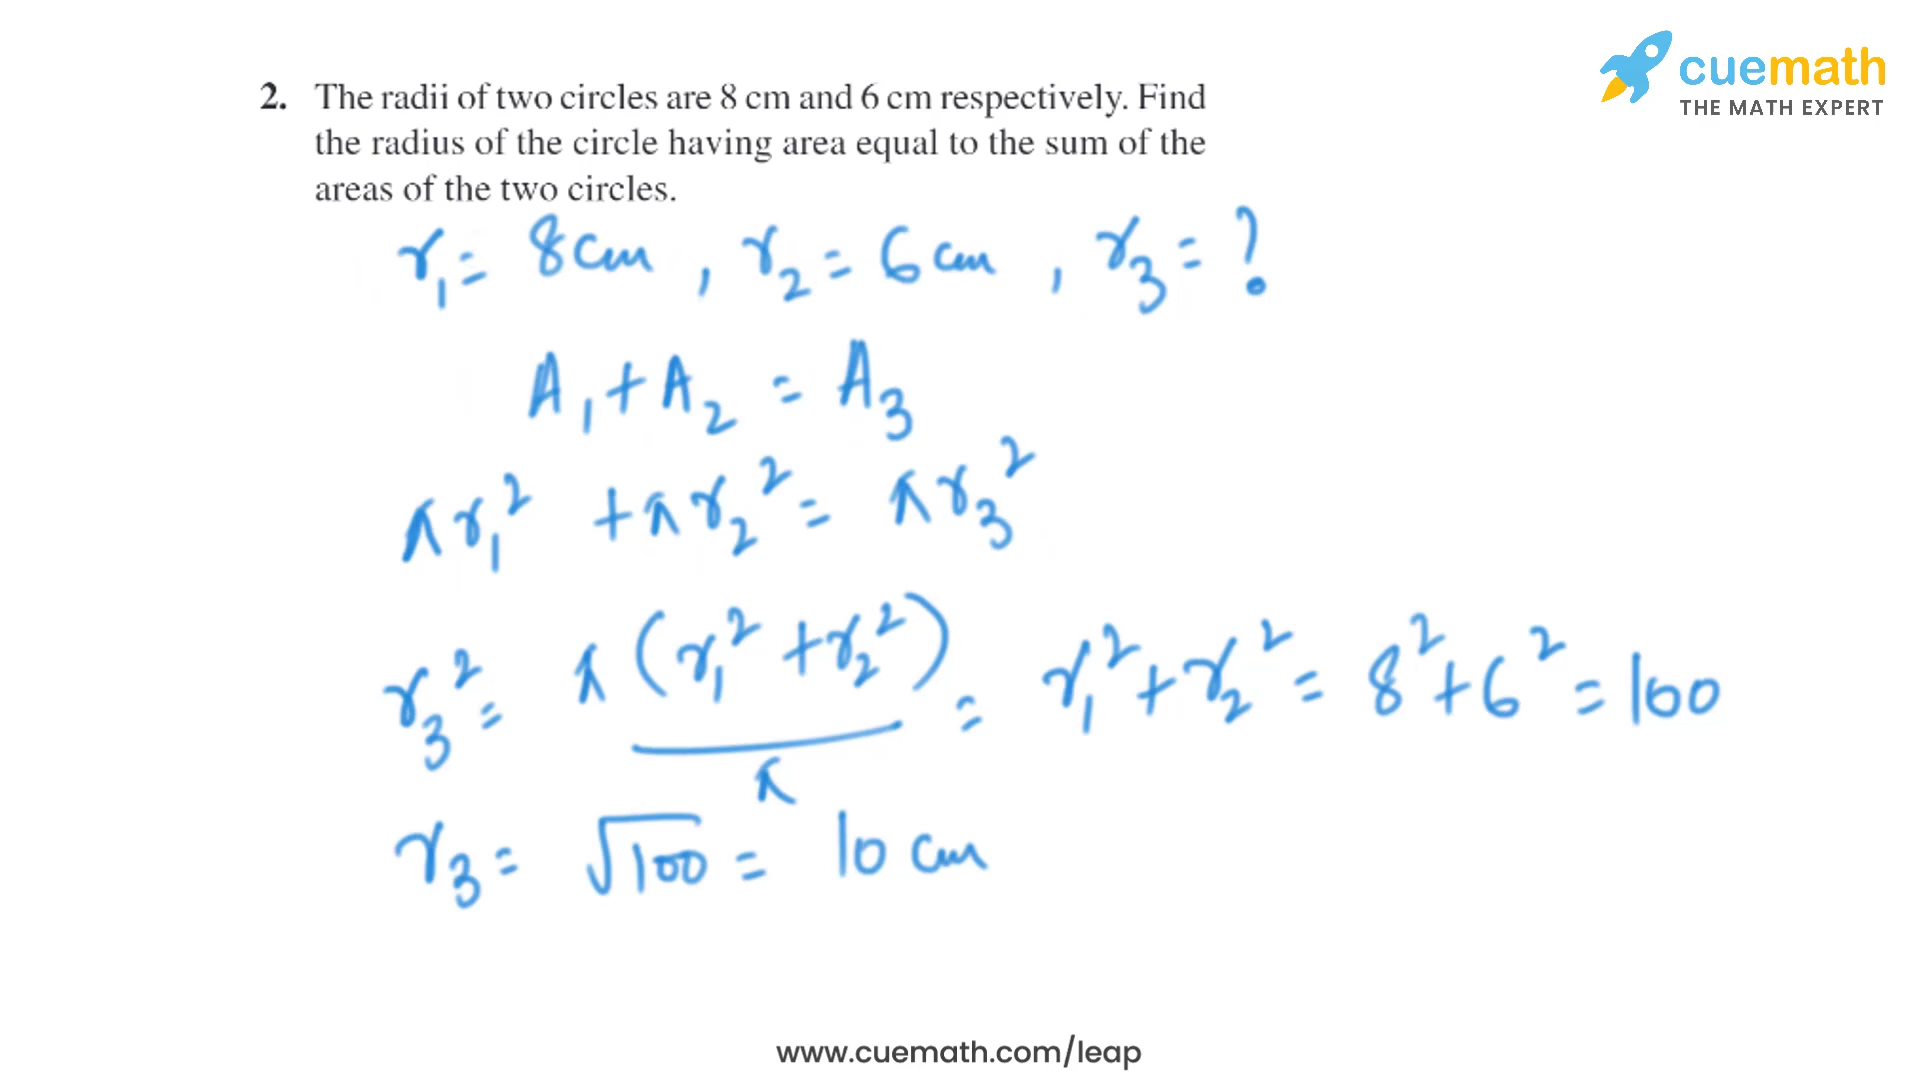 cuemath
THE MATH EXPERT
2. The radii of two circles are 8 cm and 6 cm respectively. Find
the radius of the circle having area equal to the sum of the
areas of the two circles.
r₁ = 8 cm , r₂ = 6 cm , r₃ = ?
A₁ + A₂ = A₃
πr₁² + πr₂² = πr₃²
r₃² = π(r₁² + r₂²)/π = r₁² + r₂² = 8² + 6² = 100
r₃ = √100 = 10 cm
www.cuemath.com/leap